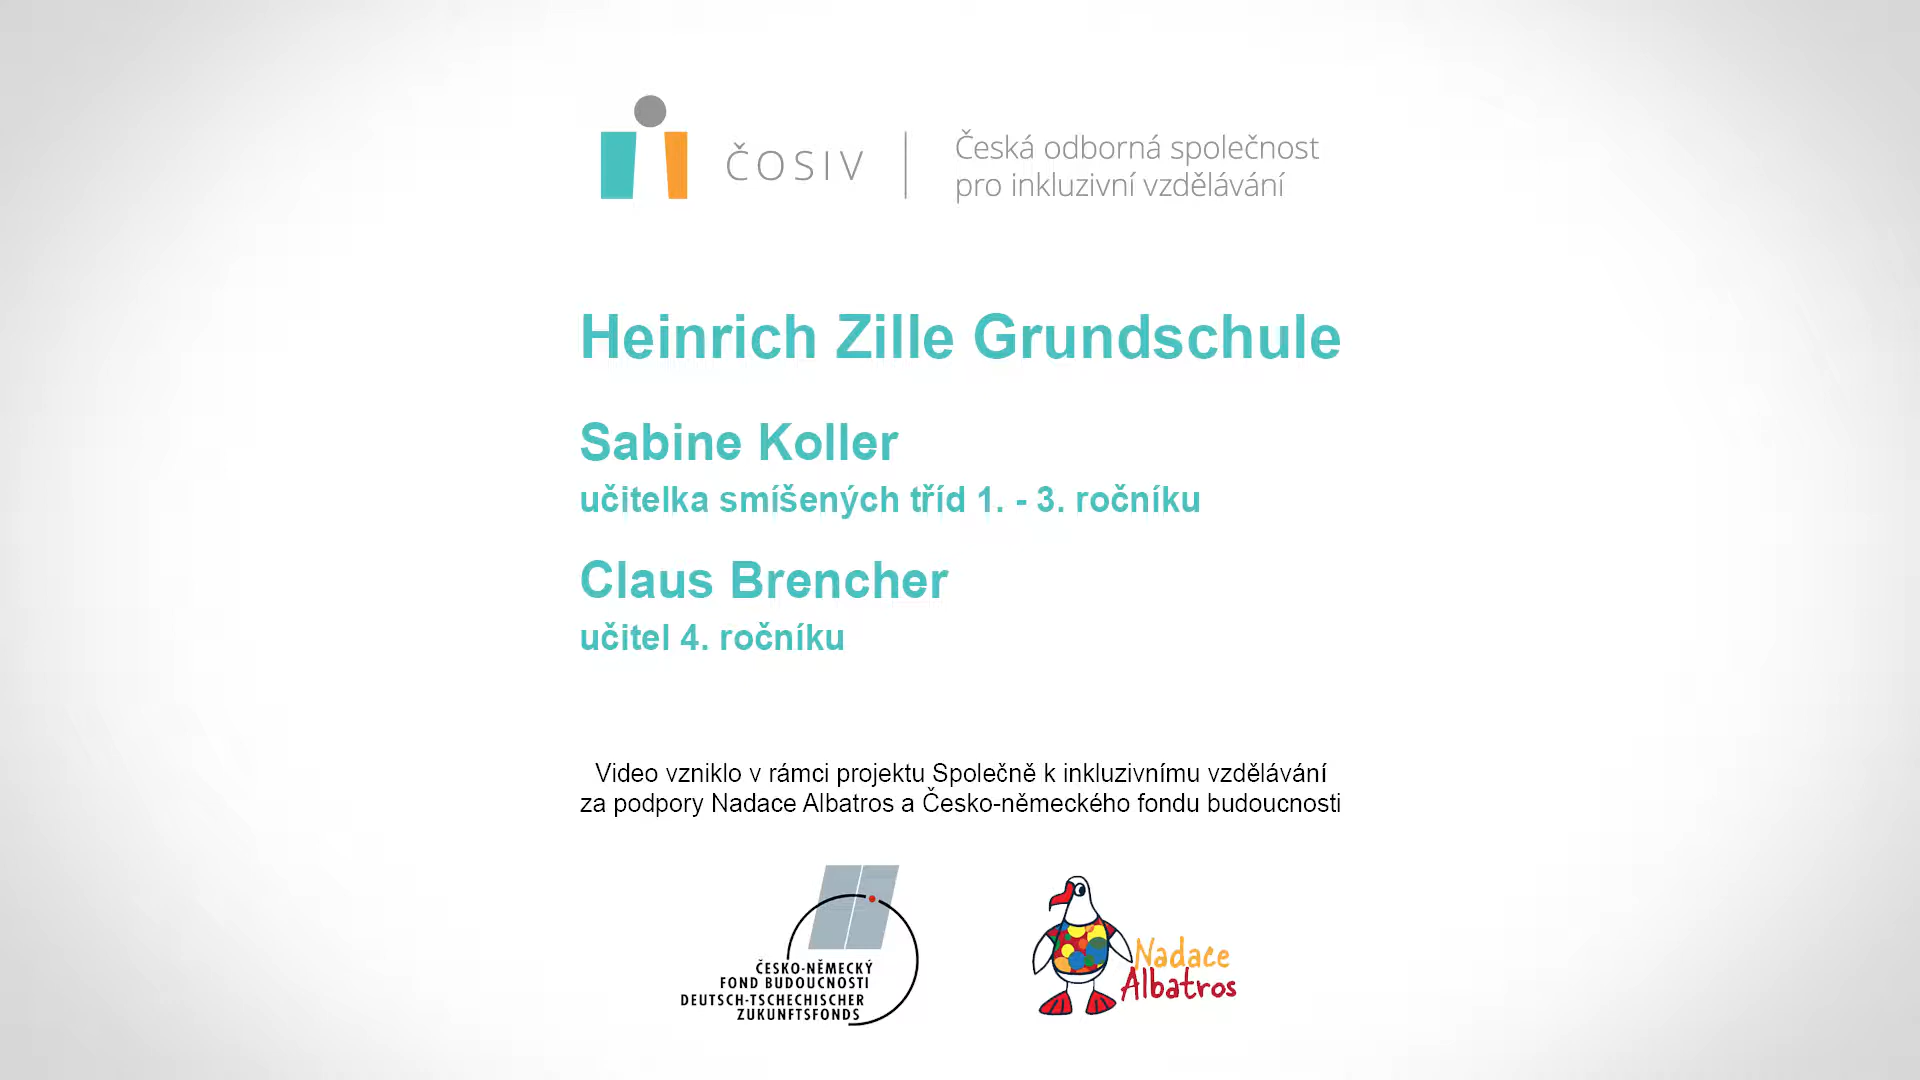 ČOSIV
Česká odborná společnost
pro inkluzivní vzdělávání
Heinrich Zille Grundschule
Sabine Koller
učitelka smíšených tříd 1. - 3. ročníku
Claus Brencher
učitel 4. ročníku
Video vzniklo v rámci projektu Společně k inkluzivnímu vzdělávání
za podpory Nadace Albatros a Česko-německého fondu budoucnosti
ČESKO-NĚMECKÝ
FOND BUDOUCNOSTI
DEUTSCH-TSCHECHISCHER
ZUKUNFTSFONDS
Nadace
Albatros